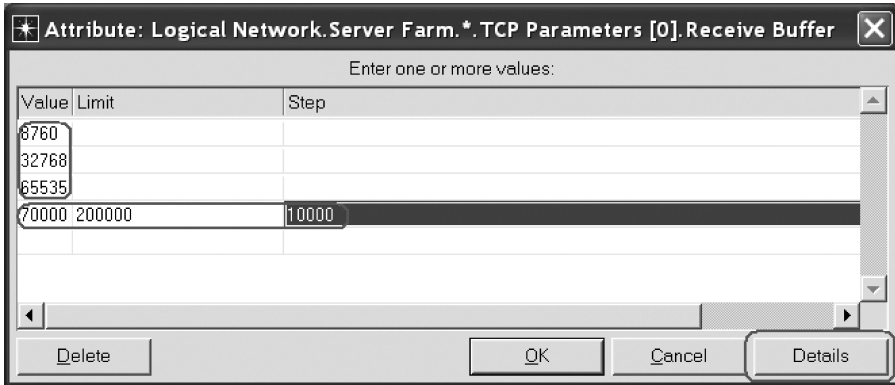 Attribute: Logical Network.Server Farm.*.TCP Parameters [0].Receive Buffer
Enter one or more values:
Value Limit Step
8760
32768
65535
70000 200000 10000
Delete OK Cancel Details